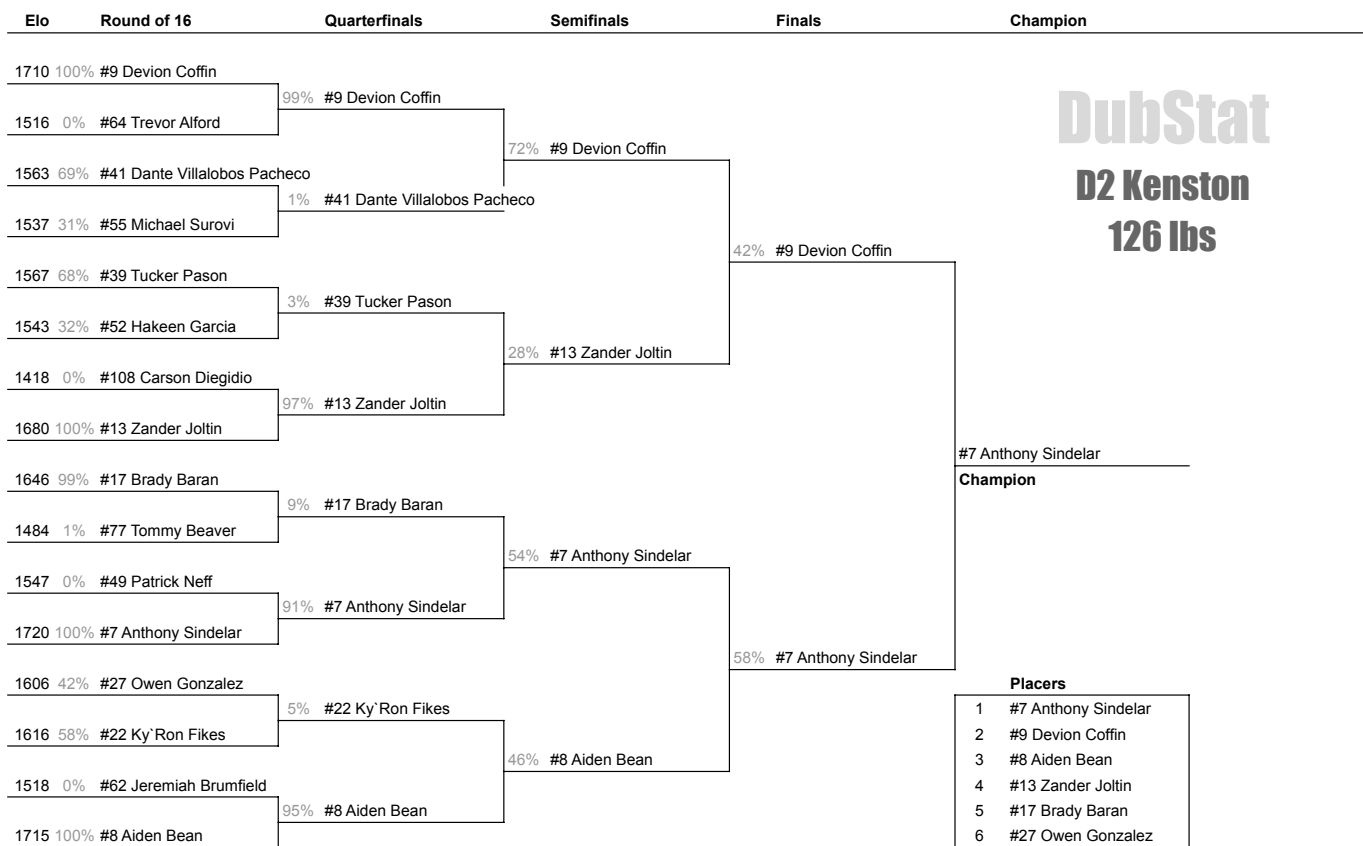 Elo Round of 16 Quarterfinals Semifinals Finals Champion
1710 100% #9 Devion Coffin
99% #9 Devion Coffin
1516 0% #64 Trevor Alford
72% #9 Devion Coffin
1563 69% #41 Dante Villalobos Pacheco
1% #41 Dante Villalobos Pacheco
1537 31% #55 Michael Surovi
42% #9 Devion Coffin
1567 68% #39 Tucker Pason
3% #39 Tucker Pason
1543 32% #52 Hakeen Garcia
28% #13 Zander Joltin
1418 0% #108 Carson Diegidio
97% #13 Zander Joltin
1680 100% #13 Zander Joltin
#7 Anthony Sindelar
Champion
1646 99% #17 Brady Baran
9% #17 Brady Baran
1484 1% #77 Tommy Beaver
54% #7 Anthony Sindelar
1547 0% #49 Patrick Neff
91% #7 Anthony Sindelar
1720 100% #7 Anthony Sindelar
58% #7 Anthony Sindelar
1606 42% #27 Owen Gonzalez
5% #22 Ky`Ron Fikes
1616 58% #22 Ky`Ron Fikes
46% #8 Aiden Bean
1518 0% #62 Jeremiah Brumfield
95% #8 Aiden Bean
1715 100% #8 Aiden Bean
DubStat
D2 Kenston
126 lbs
Placers
1 #7 Anthony Sindelar
2 #9 Devion Coffin
3 #8 Aiden Bean
4 #13 Zander Joltin
5 #17 Brady Baran
6 #27 Owen Gonzalez